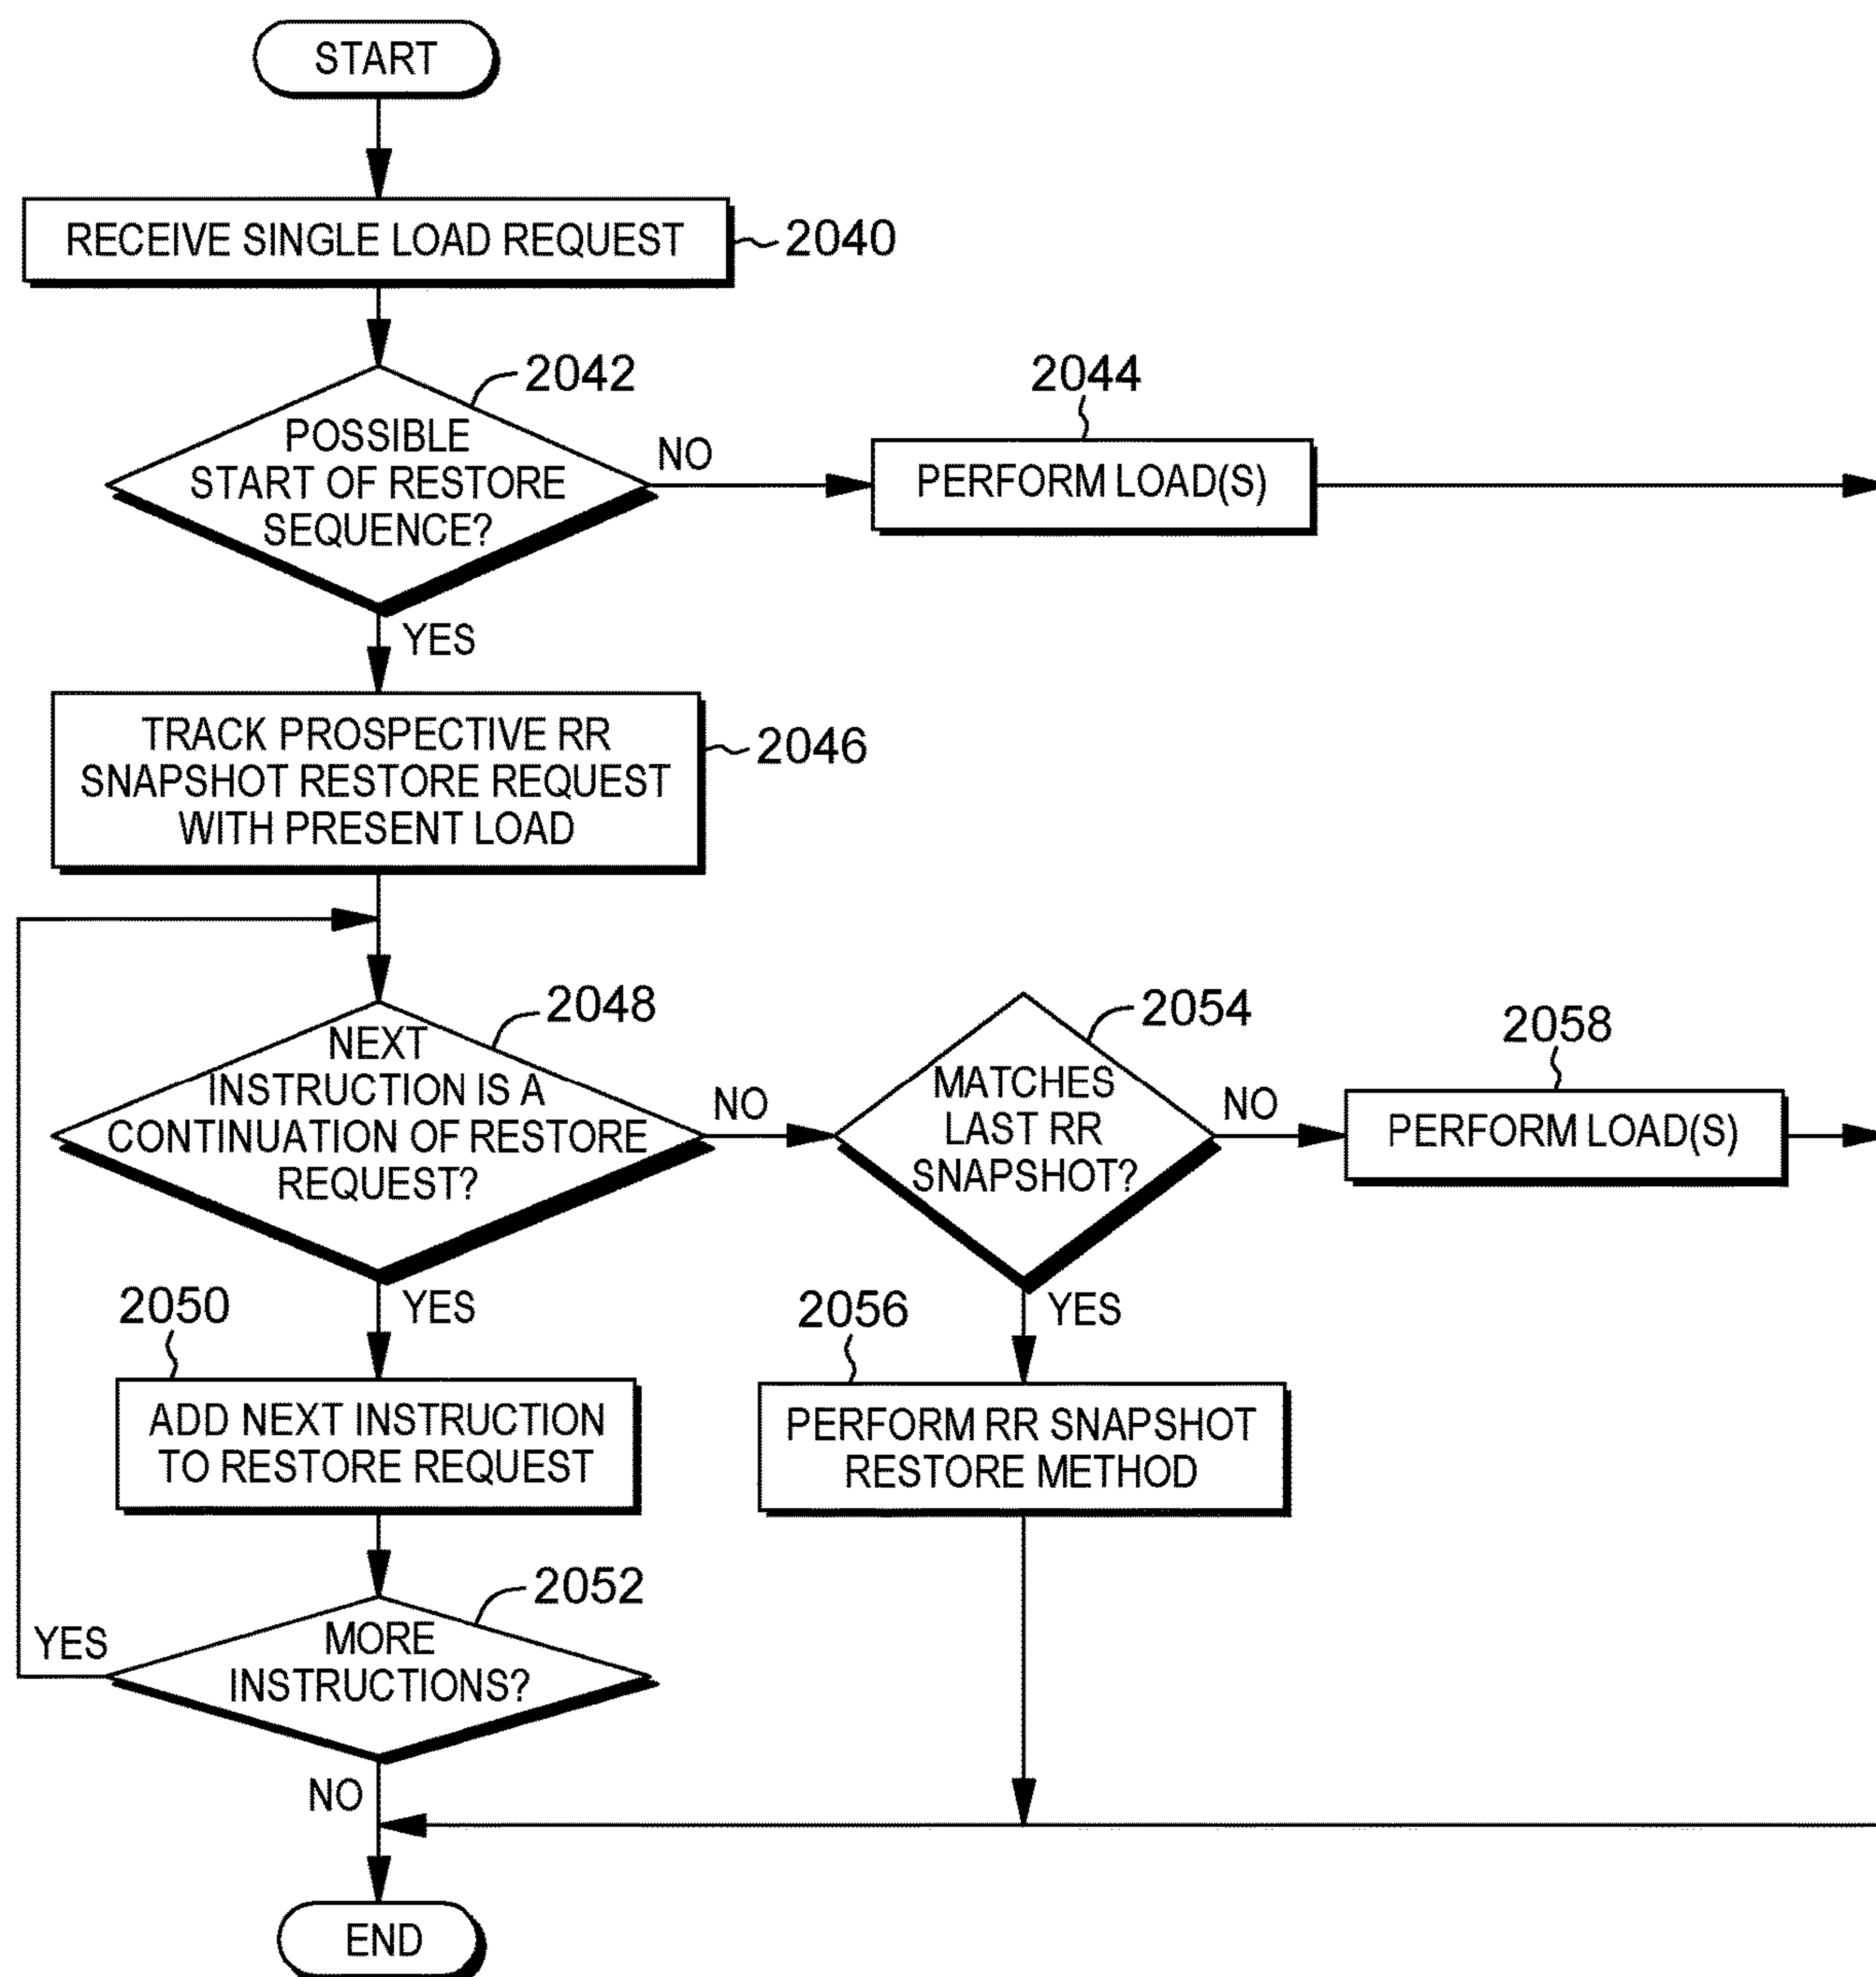 START
RECEIVE SINGLE LOAD REQUEST
2040
2042
POSSIBLE
START OF RESTORE
SEQUENCE?
NO
2044
PERFORM LOAD(S)
YES
TRACK PROSPECTIVE RR
SNAPSHOT RESTORE REQUEST
WITH PRESENT LOAD
2046
2048
NEXT
INSTRUCTION IS A
CONTINUATION OF RESTORE
REQUEST?
NO
2054
MATCHES
LAST RR
SNAPSHOT?
NO
2058
PERFORM LOAD(S)
YES
2050
ADD NEXT INSTRUCTION
TO RESTORE REQUEST
YES
2056
PERFORM RR SNAPSHOT
RESTORE METHOD
2052
MORE
INSTRUCTIONS?
YES
NO
END